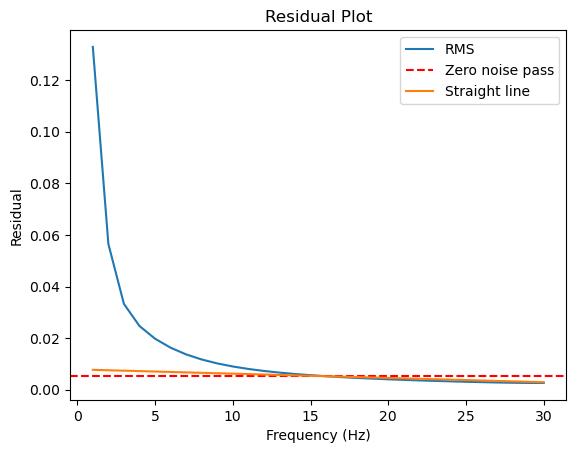 Residual Plot
RMS
Zero noise pass
Straight line
Residual
0.12
0.10
0.08
0.06
0.04
0.02
0.00
0 5 10 15 20 25 30
Frequency (Hz)